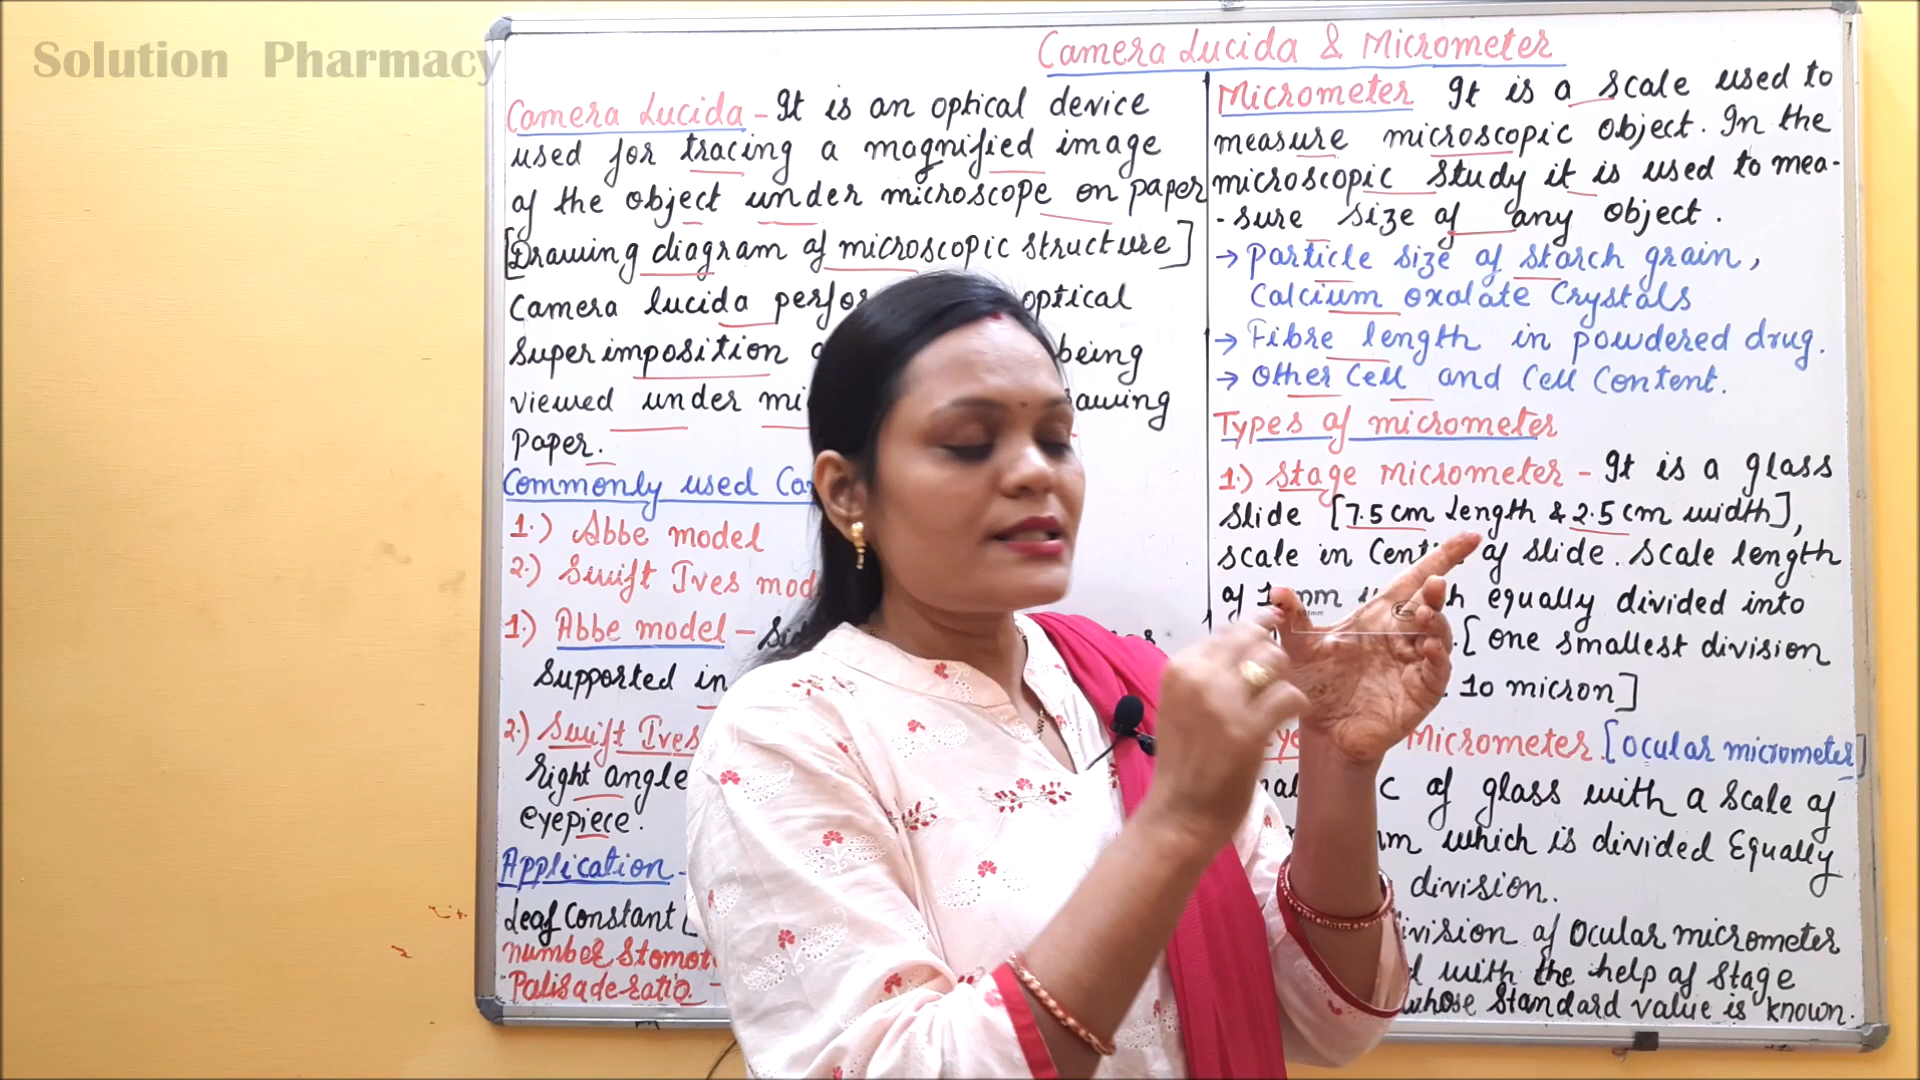 Solution Pharmacy
Camera Lucida & Micrometer
Camera Lucida - It is an optical device
used for tracing a magnified image
of the object under microscope on paper
[Drawing diagram of microscopic structure]
Camera lucida optical
Superimposition being
viewed under
Paper.
Commonly used
1.) Abbe model
2.) Swift Ives
1.) Abbe model -
Supported in
2.) Swift Ives
Right angle
eyepiece.
Application -
Leaf Constant [
number
Palisade ratio -
Micrometer It is a scale used to
measure microscopic object. In the
microscopic study it is used to mea-
-sure size of any object.
→ Particle size of starch grain,
Calcium oxalate Crystals
→ Fibre length in powdered drug.
→ Other Cell and Cell Content.
Types of micrometer
1.) Stage Micrometer - It is a glass
slide [7.5 cm length & 2.5 cm width],
scale in of slide. Scale length
of 1 mm equally divided into
[one smallest division
10 micron]
Micrometer [Ocular micrometer]
of glass with a scale of
which is divided Equally
division.
of Ocular micrometer
with the help of Stage
whose standard value is known.